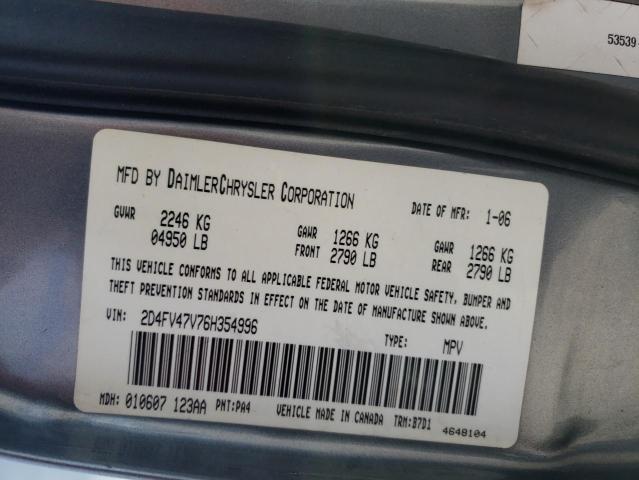 53539
MFD BY DAIMLERCHRYSLER CORPORATION
DATE OF MFR: 1-06
GVWR 2246 KG 04950 LB
GAWR FRONT 1266 KG 2790 LB
GAWR REAR 1266 KG 2790 LB
THIS VEHICLE CONFORMS TO ALL APPLICABLE FEDERAL MOTOR VEHICLE SAFETY, BUMPER AND
THEFT PREVENTION STANDARDS IN EFFECT ON THE DATE OF MANUFACTURE SHOWN ABOVE.
VIN: 2D4FV47V76H354996
TYPE: MPV
MDH: 010607 123AA PNT:PA4 VEHICLE MADE IN CANADA TRM:B7D1
4648104